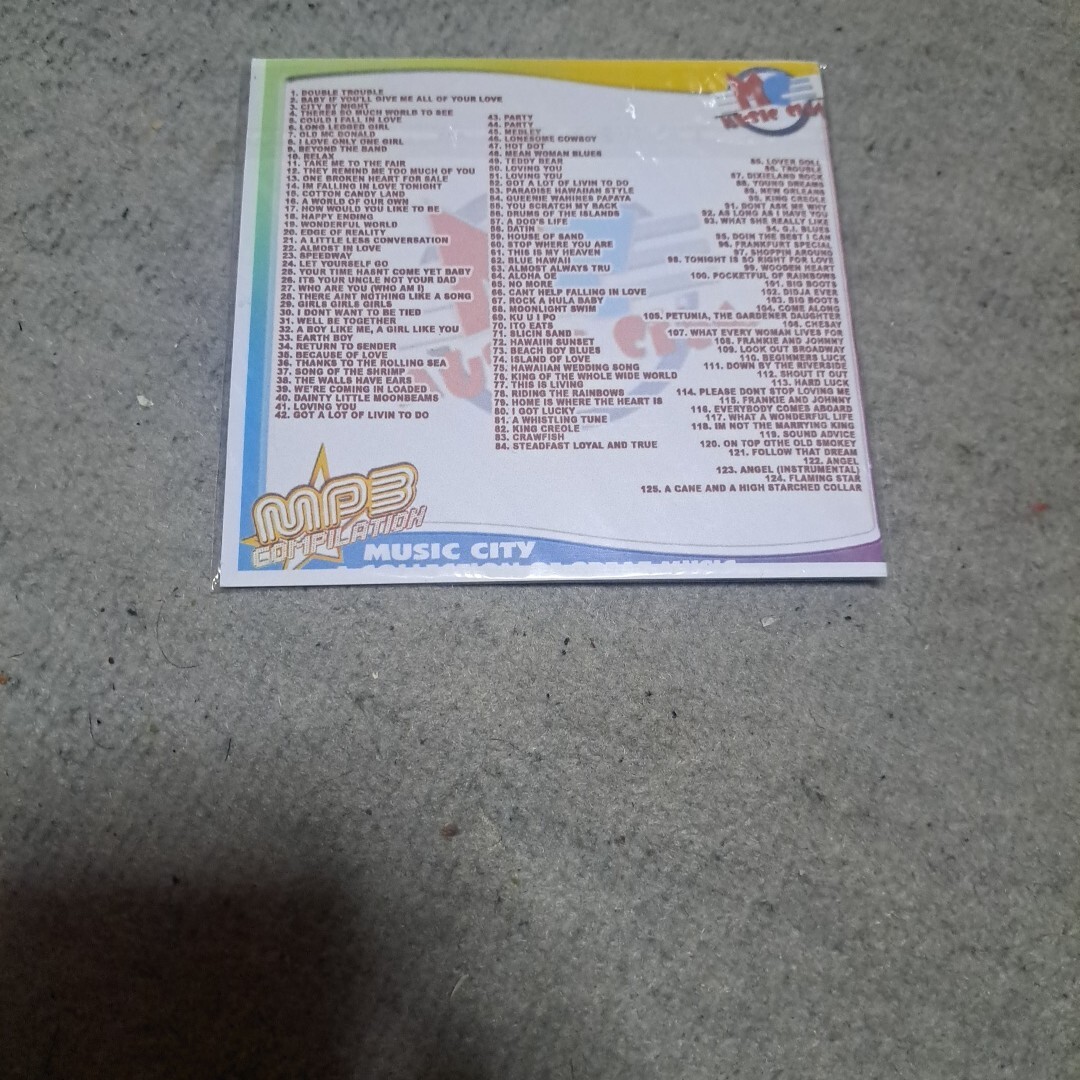 MUSIC CITY
1. DOUBLE TROUBLE
2. BABY IF YOU'LL GIVE ME ALL OF YOUR LOVE
3. CITY BY NIGHT
4. THERES SO MUCH WORLD TO SEE
5. COULD I FALL IN LOVE
6. LONG LEGGED GIRL
7. OLD MC DONALD
8. I LOVE ONLY ONE GIRL
9. BEYOND THE BAND
10. RELAX
11. TAKE ME TO THE FAIR
12. THEY REMIND ME TOO MUCH OF YOU
13. ONE BROKEN HEART FOR SALE
14. IM FALLING IN LOVE TONIGHT
15. COTTON CANDY LAND
16. A WORLD OF OUR OWN
17. HOW WOULD YOU LIKE TO BE
18. HAPPY ENDING
19. WONDERFUL WORLD
20. EDGE OF REALITY
21. A LITTLE LESS CONVERSATION
22. ALMOST IN LOVE
23. SPEEDWAY
24. LET YOURSELF GO
25. YOUR TIME HASNT COME YET BABY
26. ITS YOUR UNCLE NOT YOUR DAD
27. WHO ARE YOU (WHO AM I)
28. THERE AINT NOTHING LIKE A SONG
29. GIRLS GIRLS GIRLS
30. I DONT WANT TO BE TIED
31. WELL BE TOGETHER
32. A BOY LIKE ME, A GIRL LIKE YOU
33. EARTH BOY
34. RETURN TO SENDER
35. BECAUSE OF LOVE
36. THANKS TO THE ROLLING SEA
37. SONG OF THE SHRIMP
38. THE WALLS HAVE EARS
39. WE'RE COMING IN LOADED
40. DAINTY LITTLE MOONBEAMS
41. LOVING YOU
42. GOT A LOT OF LIVIN TO DO
43. PARTY
44. PARTY
45. MEDLEY
46. LONESOME COWBOY
47. HOT DOT
48. MEAN WOMAN BLUES
49. TEDDY BEAR
50. LOVING YOU
51. LOVING YOU
52. GOT A LOT OF LIVIN TO DO
53. PARADISE HAWAIIAN STYLE
54. QUEENIE WAHINES PAPAYA
55. YOU SCRATCH MY BACK
56. DRUMS OF THE ISLANDS
57. A DOG'S LIFE
58. DATIN
59. HOUSE OF SAND
60. STOP WHERE YOU ARE
61. THIS IS MY HEAVEN
62. BLUE HAWAII
63. ALMOST ALWAYS TRU
64. ALOHA OE
65. NO MORE
66. CANT HELP FALLING IN LOVE
67. ROCK A HULA BABY
68. MOONLIGHT SWIM
69. KU U I PO
70. ITO EATS
71. SLICIN SAND
72. HAWAIIN SUNSET
73. BEACH BOY BLUES
74. ISLAND OF LOVE
75. HAWAIIAN WEDDING SONG
76. KING OF THE WHOLE WIDE WORLD
77. THIS IS LIVING
78. RIDING THE RAINBOWS
79. HOME IS WHERE THE HEART IS
80. I GOT LUCKY
81. A WHISTLING TUNE
82. KING CREOLE
83. CRAWFISH
84. STEADFAST LOYAL AND TRUE
85. LOVER DOLL
86. TROUBLE
87. DIXIELAND ROCK
88. YOUNG DREAMS
89. NEW ORLEANS
90. KING CREOLE
91. DONT ASK ME WHY
92. AS LONG AS I HAVE YOU
93. WHAT SHE REALLY LIKE
94. G.I. BLUES
95. DOIN THE BEST I CAN
96. FRANKFURT SPECIAL
97. SHOPPIN AROUND
98. TONIGHT IS SO RIGHT FOR LOVE
99. WOODEN HEART
100. POCKETFUL OF RAINBOWS
101. BIG BOOTS
102. DIDJA EVER
103. BIG BOOTS
104. COME ALONG
105. PETUNIA, THE GARDENER DAUGHTER
106. CHESAY
107. WHAT EVERY WOMAN LIVES FOR
108. FRANKIE AND JOHNNY
109. LOOK OUT BROADWAY
110. BEGINNERS LUCK
111. DOWN BY THE RIVERSIDE
112. SHOUT IT OUT
113. HARD LUCK
114. PLEASE DONT STOP LOVING ME
115. FRANKIE AND JOHNNY
116. EVERYBODY COMES ABOARD
117. WHAT A WONDERFUL LIFE
118. IM NOT THE MARRYING KING
119. SOUND ADVICE
120. ON TOP OTHE OLD SMOKEY
121. FOLLOW THAT DREAM
122. ANGEL
123. ANGEL (INSTRUMENTAL)
124. FLAMING STAR
125. A CANE AND A HIGH STARCHED COLLAR
MP3
COMPILATION
MUSIC CITY
A COLLECTION OF GREAT MUSIC